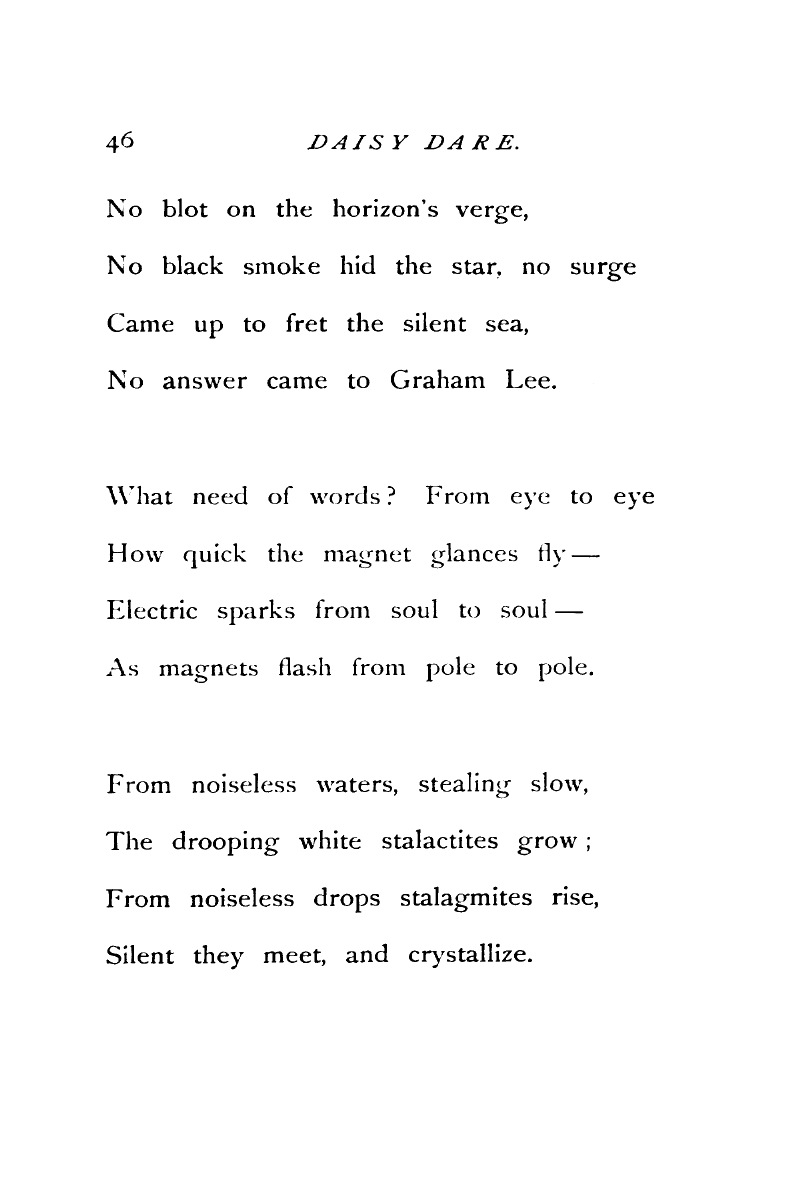 46 DAISY DARE.
No blot on the horizon's verge,
No black smoke hid the star, no surge
Came up to fret the silent sea,
No answer came to Graham Lee.
What need of words? From eye to eye
How quick the magnet glances fly—
Electric sparks from soul to soul—
As magnets flash from pole to pole.
From noiseless waters, stealing slow,
The drooping white stalactites grow;
From noiseless drops stalagmites rise,
Silent they meet, and crystallize.